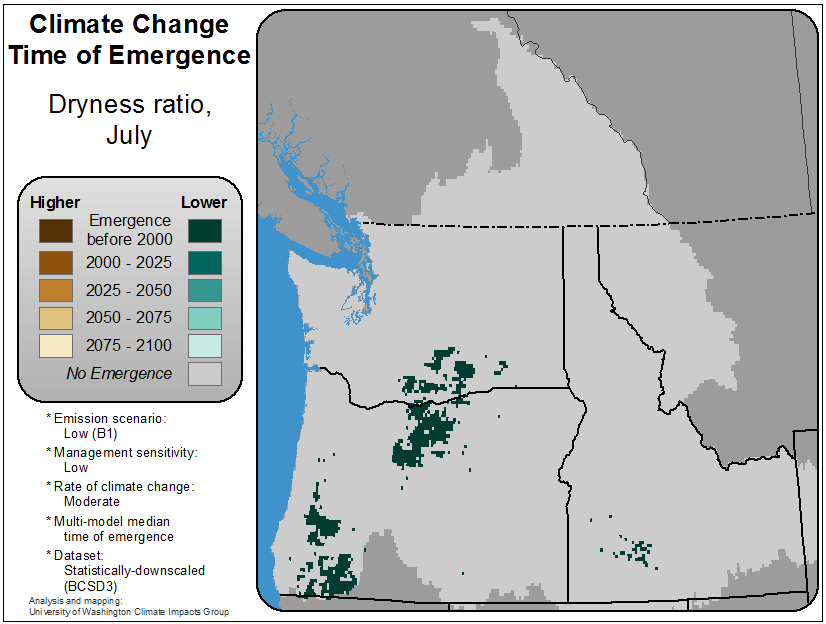 Climate Change
Time of Emergence
Dryness ratio,
July
Higher Lower
Emergence
before 2000
2000 - 2025
2025 - 2050
2050 - 2075
2075 - 2100
No Emergence
* Emission scenario:
Low (B1)
* Management sensitivity:
Low
* Rate of climate change:
Moderate
* Multi-model median
time of emergence
* Dataset:
Statistically-downscaled
(BCSD3)
Analysis and mapping:
University of Washington Climate Impacts Group